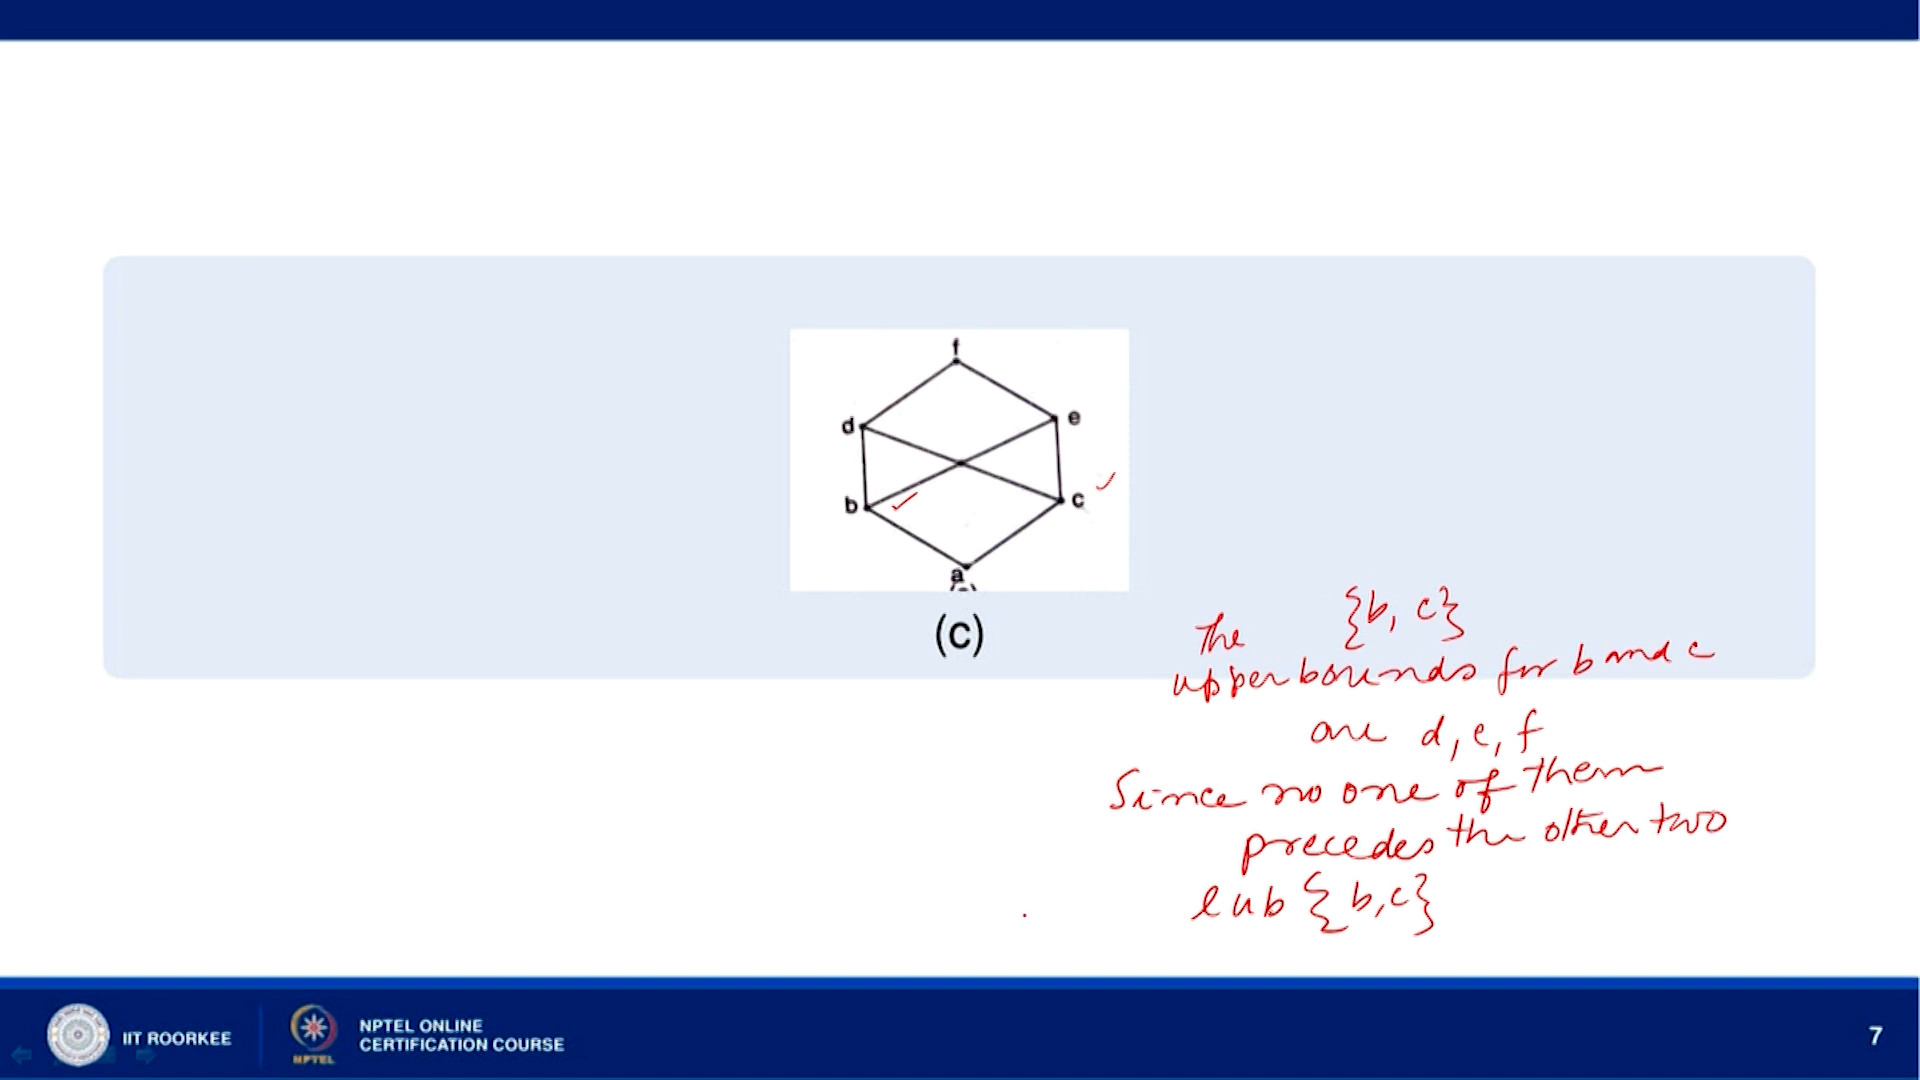 f
d
e
b
c
a
(c)
{b, c}
The
upper bounds for b and c
are d, e, f
Since no one of them
precedes the other two
lub {b,c}
IIT ROORKEE
NPTEL
NPTEL ONLINE
CERTIFICATION COURSE
7